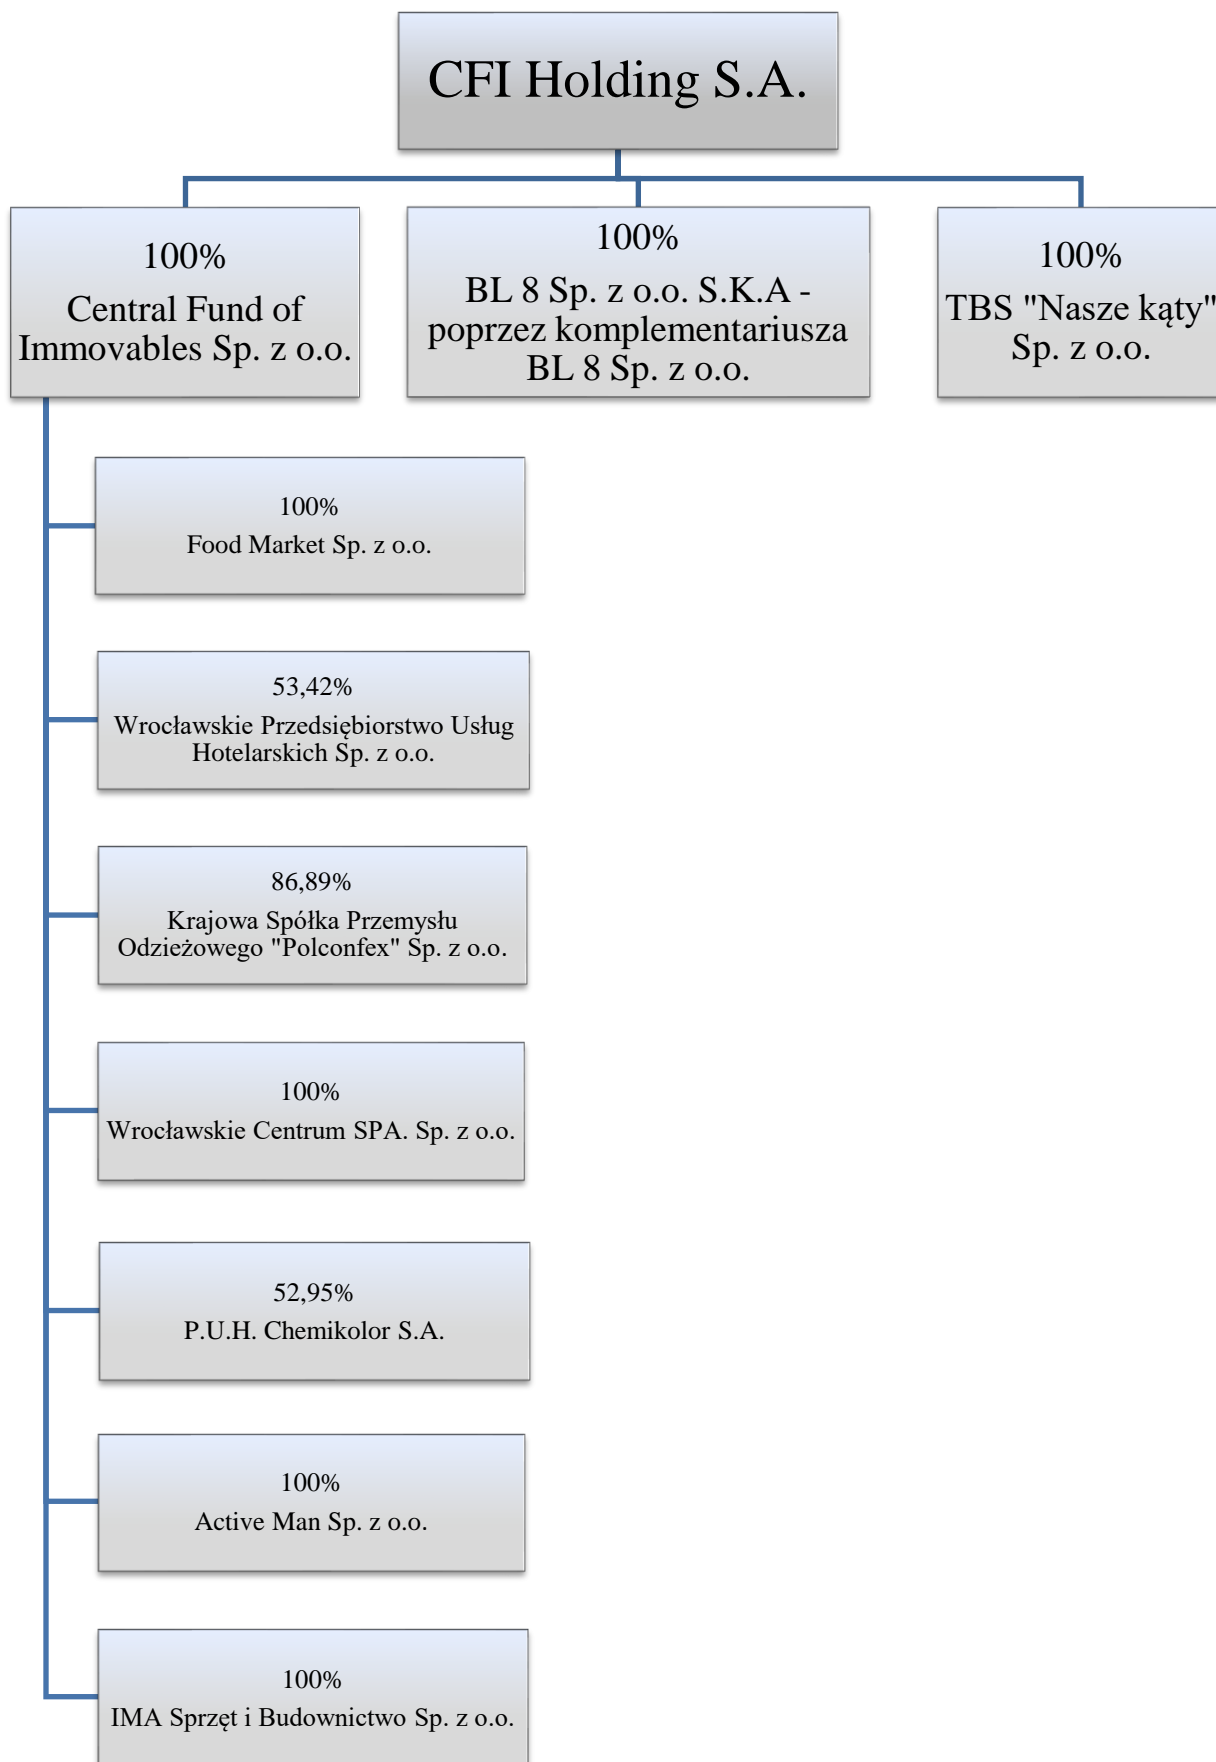 CFI Holding S.A.
100%
Central Fund of
Immovables Sp. z o.o.
100%
BL 8 Sp. z o.o. S.K.A -
poprzez komplementariusza
BL 8 Sp. z o.o.
100%
TBS "Nasze kąty"
Sp. z o.o.
100%
Food Market Sp. z o.o.
53,42%
Wrocławskie Przedsiębiorstwo Usług
Hotelarskich Sp. z o.o.
86,89%
Krajowa Spółka Przemysłu
Odzieżowego "Polconfex" Sp. z o.o.
100%
Wrocławskie Centrum SPA. Sp. z o.o.
52,95%
P.U.H. Chemikolor S.A.
100%
Active Man Sp. z o.o.
100%
IMA Sprzęt i Budownictwo Sp. z o.o.